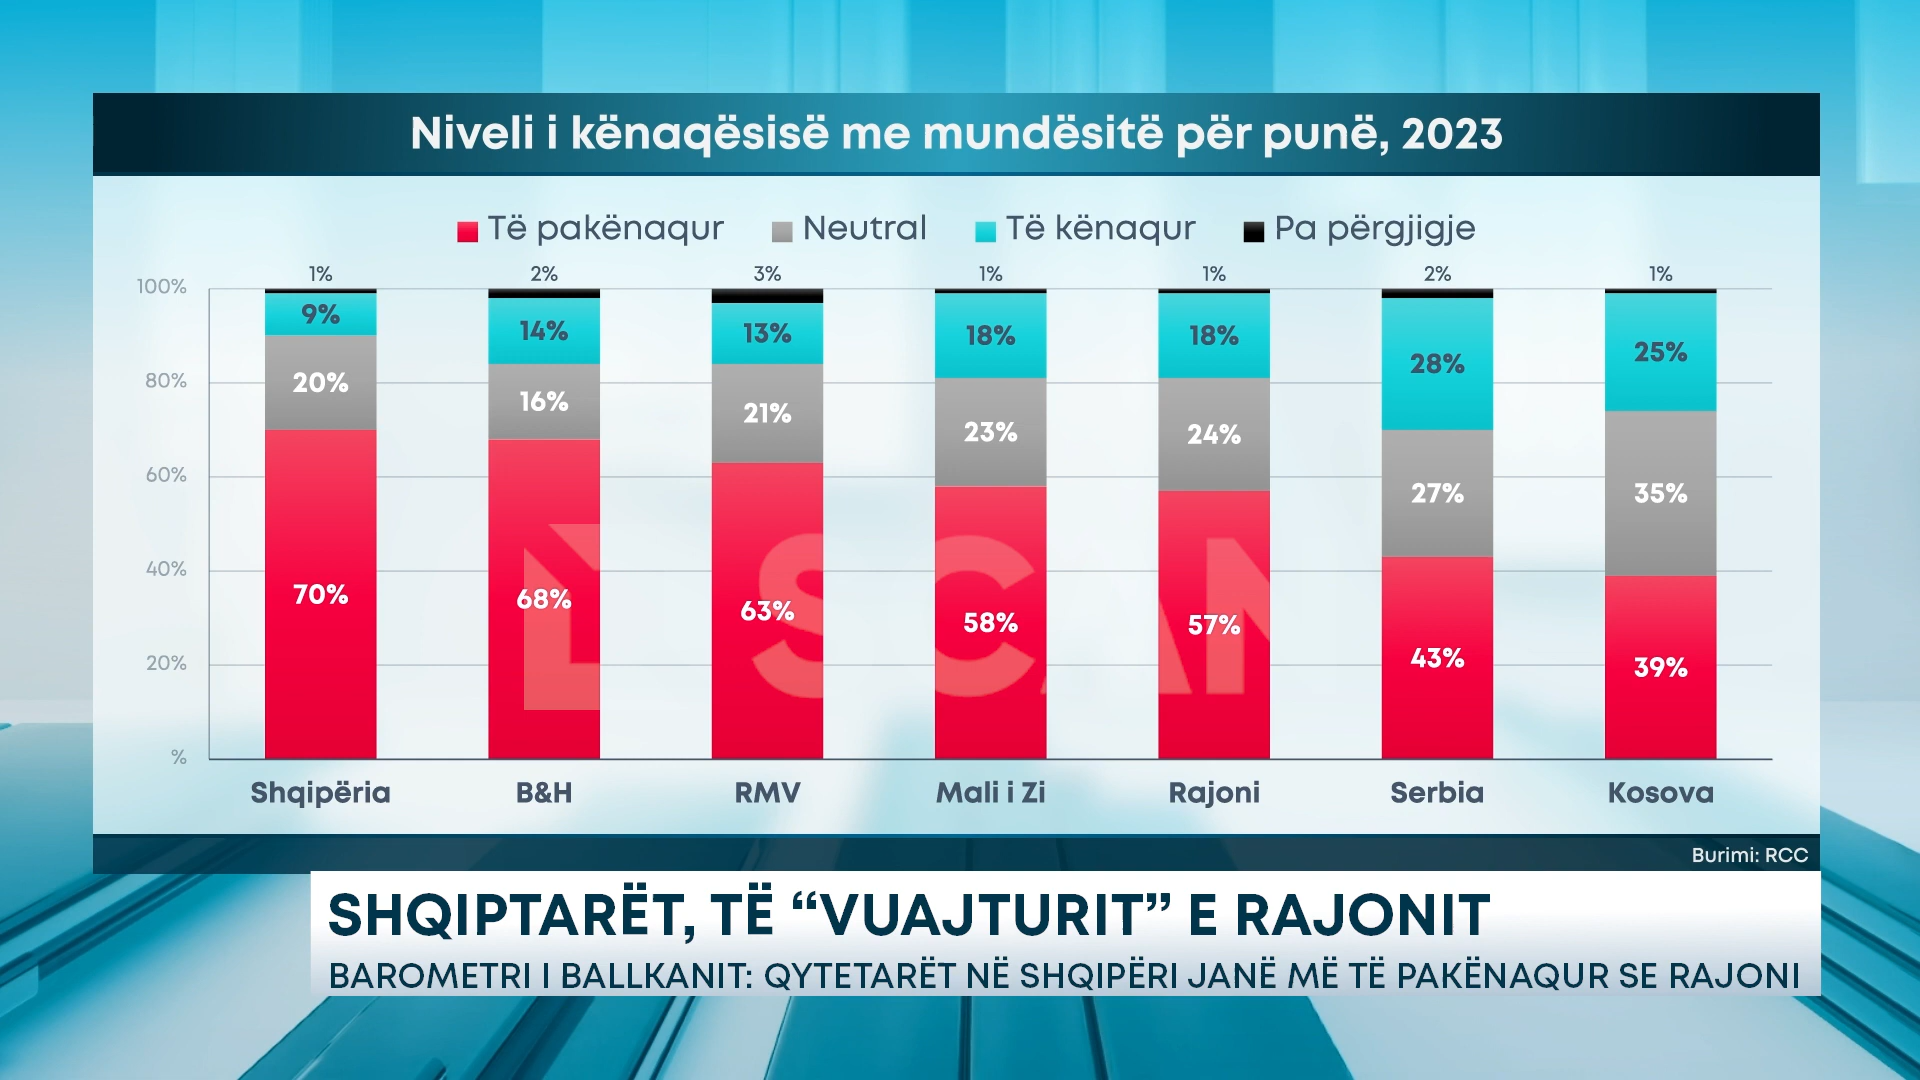 Niveli i kënaqësisë me mundësitë për punë, 2023
Të pakënaqur Neutral Të kënaqur Pa përgjigje
1% 2% 3% 1% 1% 2% 1%
100%
80%
60%
40%
20%
%
9% 14% 13% 18% 18% 28% 25%
20% 16% 21% 23% 24% 27% 35%
70% 68% 63% 58% 57% 43% 39%
SCAN
Shqipëria B&H RMV Mali i Zi Rajoni Serbia Kosova
Burimi: RCC
SHQIPTARËT, TË “VUAJTURIT” E RAJONIT
BAROMETRI I BALLKANIT: QYTETARËT NË SHQIPËRI JANË MË TË PAKËNAQUR SE RAJONI